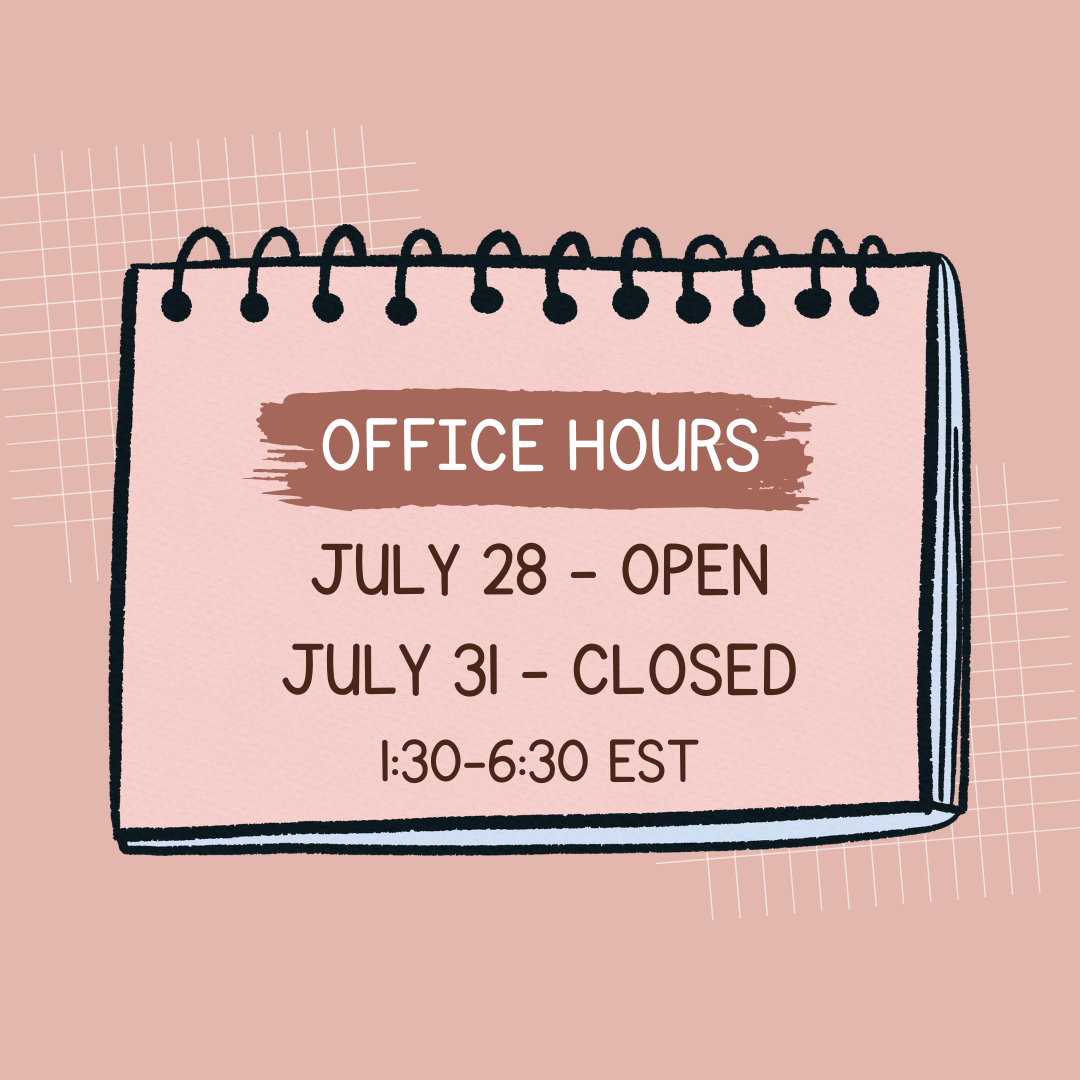 OFFICE HOURS
JULY 28 - OPEN
JULY 31 - CLOSED
1:30-6:30 EST